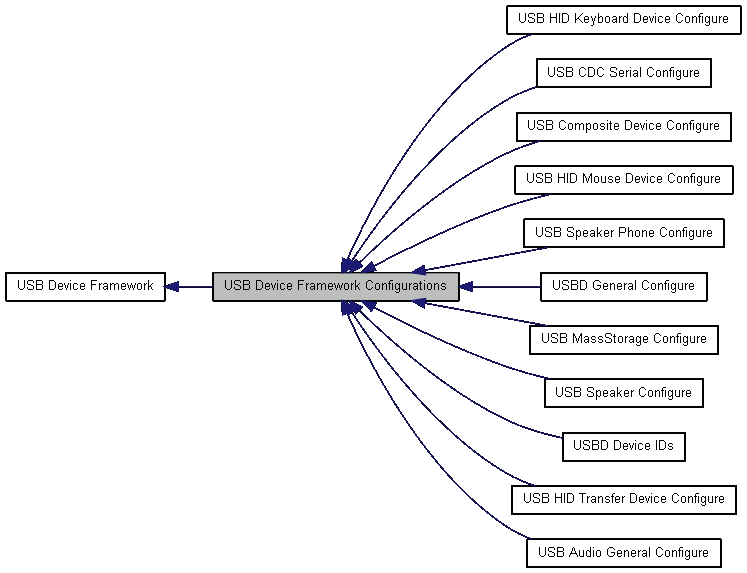 USB HID Keyboard Device Configure
USB CDC Serial Configure
USB Composite Device Configure
USB HID Mouse Device Configure
USB Speaker Phone Configure
USB Device Framework
USB Device Framework Configurations
USBD General Configure
USB MassStorage Configure
USB Speaker Configure
USBD Device IDs
USB HID Transfer Device Configure
USB Audio General Configure